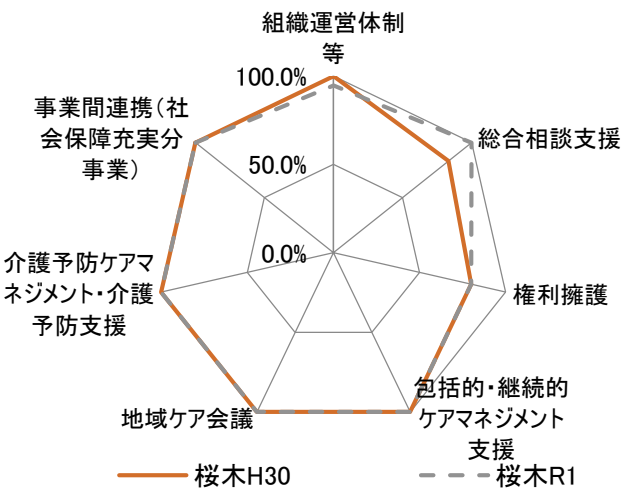 組織運営体制
等
100.0%
50.0%
0.0%
総合相談支援
権利擁護
包括的・継続的
ケアマネジメント
支援
地域ケア会議
介護予防ケアマ
ネジメント・介護
予防支援
事業間連携（社
会保障充実分
事業）
桜木H30
桜木R1